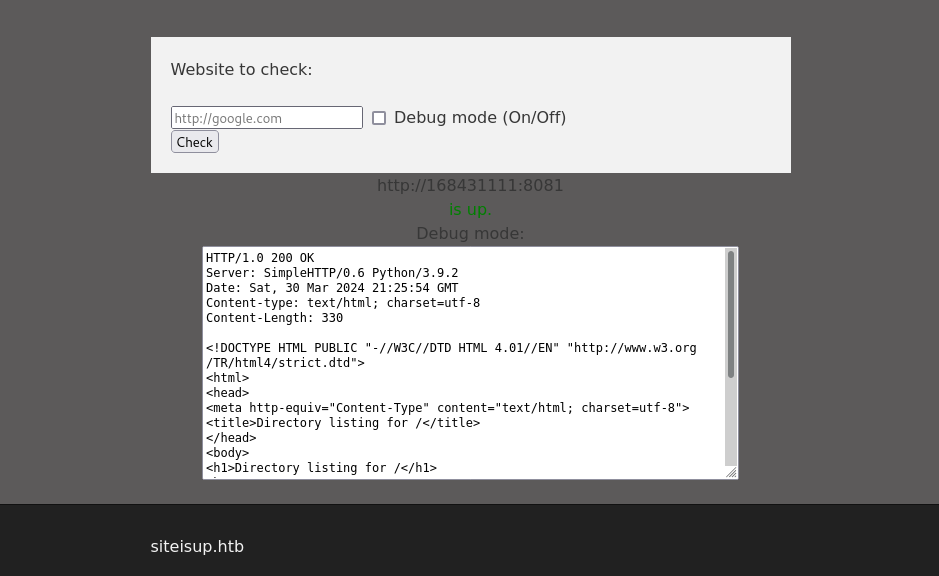 Website to check:
http://google.com
Debug mode (On/Off)
Check
http://168431111:8081
is up.
Debug mode:
HTTP/1.0 200 OK
Server: SimpleHTTP/0.6 Python/3.9.2
Date: Sat, 30 Mar 2024 21:25:54 GMT
Content-type: text/html; charset=utf-8
Content-Length: 330
<!DOCTYPE HTML PUBLIC "-//W3C//DTD HTML 4.01//EN" "http://www.w3.org
/TR/html4/strict.dtd">
<html>
<head>
<meta http-equiv="Content-Type" content="text/html; charset=utf-8">
<title>Directory listing for /</title>
</head>
<body>
<h1>Directory listing for /</h1>
siteisup.htb